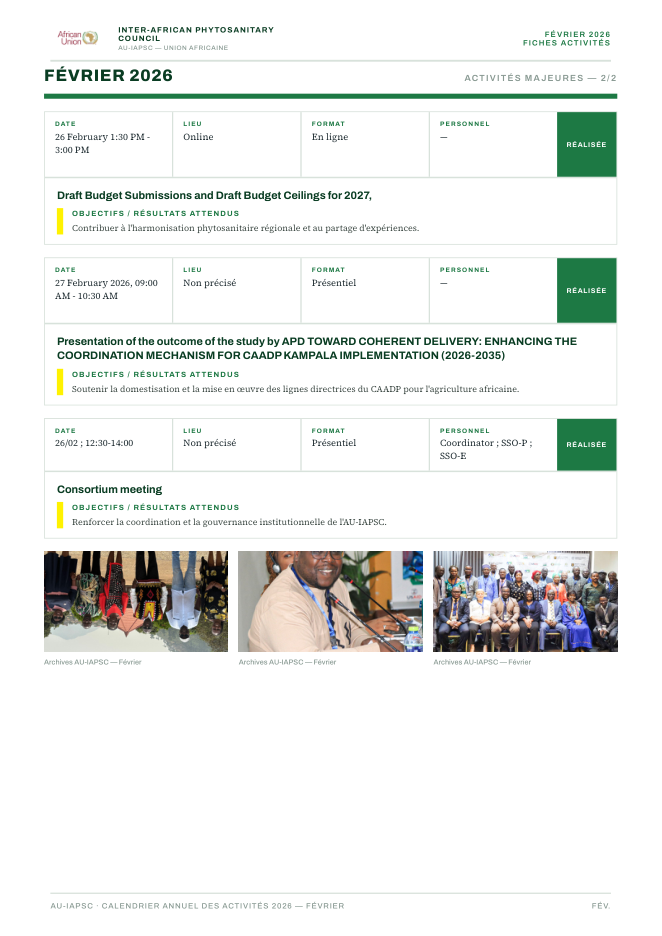 African
Union
INTER-AFRICAN PHYTOSANITARY
COUNCIL
AU-IAPSC — UNION AFRICAINE
FÉVRIER 2026
FICHES ACTIVITÉS
FÉVRIER 2026
ACTIVITÉS MAJEURES — 2/2
DATE
26 February 1:30 PM -
3:00 PM
LIEU
Online
FORMAT
En ligne
PERSONNEL
—
RÉALISÉE
Draft Budget Submissions and Draft Budget Ceilings for 2027,
OBJECTIFS / RÉSULTATS ATTENDUS
Contribuer à l'harmonisation phytosanitaire régionale et au partage d'expériences.
DATE
27 February 2026, 09:00
AM - 10:30 AM
LIEU
Non précisé
FORMAT
Présentiel
PERSONNEL
—
RÉALISÉE
Presentation of the outcome of the study by APD TOWARD COHERENT DELIVERY: ENHANCING THE
COORDINATION MECHANISM FOR CAADP KAMPALA IMPLEMENTATION (2026-2035)
OBJECTIFS / RÉSULTATS ATTENDUS
Soutenir la domestisation et la mise en œuvre des lignes directrices du CAADP pour l'agriculture africaine.
DATE
26/02 ; 12:30-14:00
LIEU
Non précisé
FORMAT
Présentiel
PERSONNEL
Coordinator ; SSO-P ;
SSO-E
RÉALISÉE
Consortium meeting
OBJECTIFS / RÉSULTATS ATTENDUS
Renforcer la coordination et la gouvernance institutionnelle de l'AU-IAPSC.
Archives AU-IAPSC — Février
Archives AU-IAPSC — Février
Archives AU-IAPSC — Février
AU-IAPSC · CALENDRIER ANNUEL DES ACTIVITÉS 2026 — FÉVRIER
FÉV.